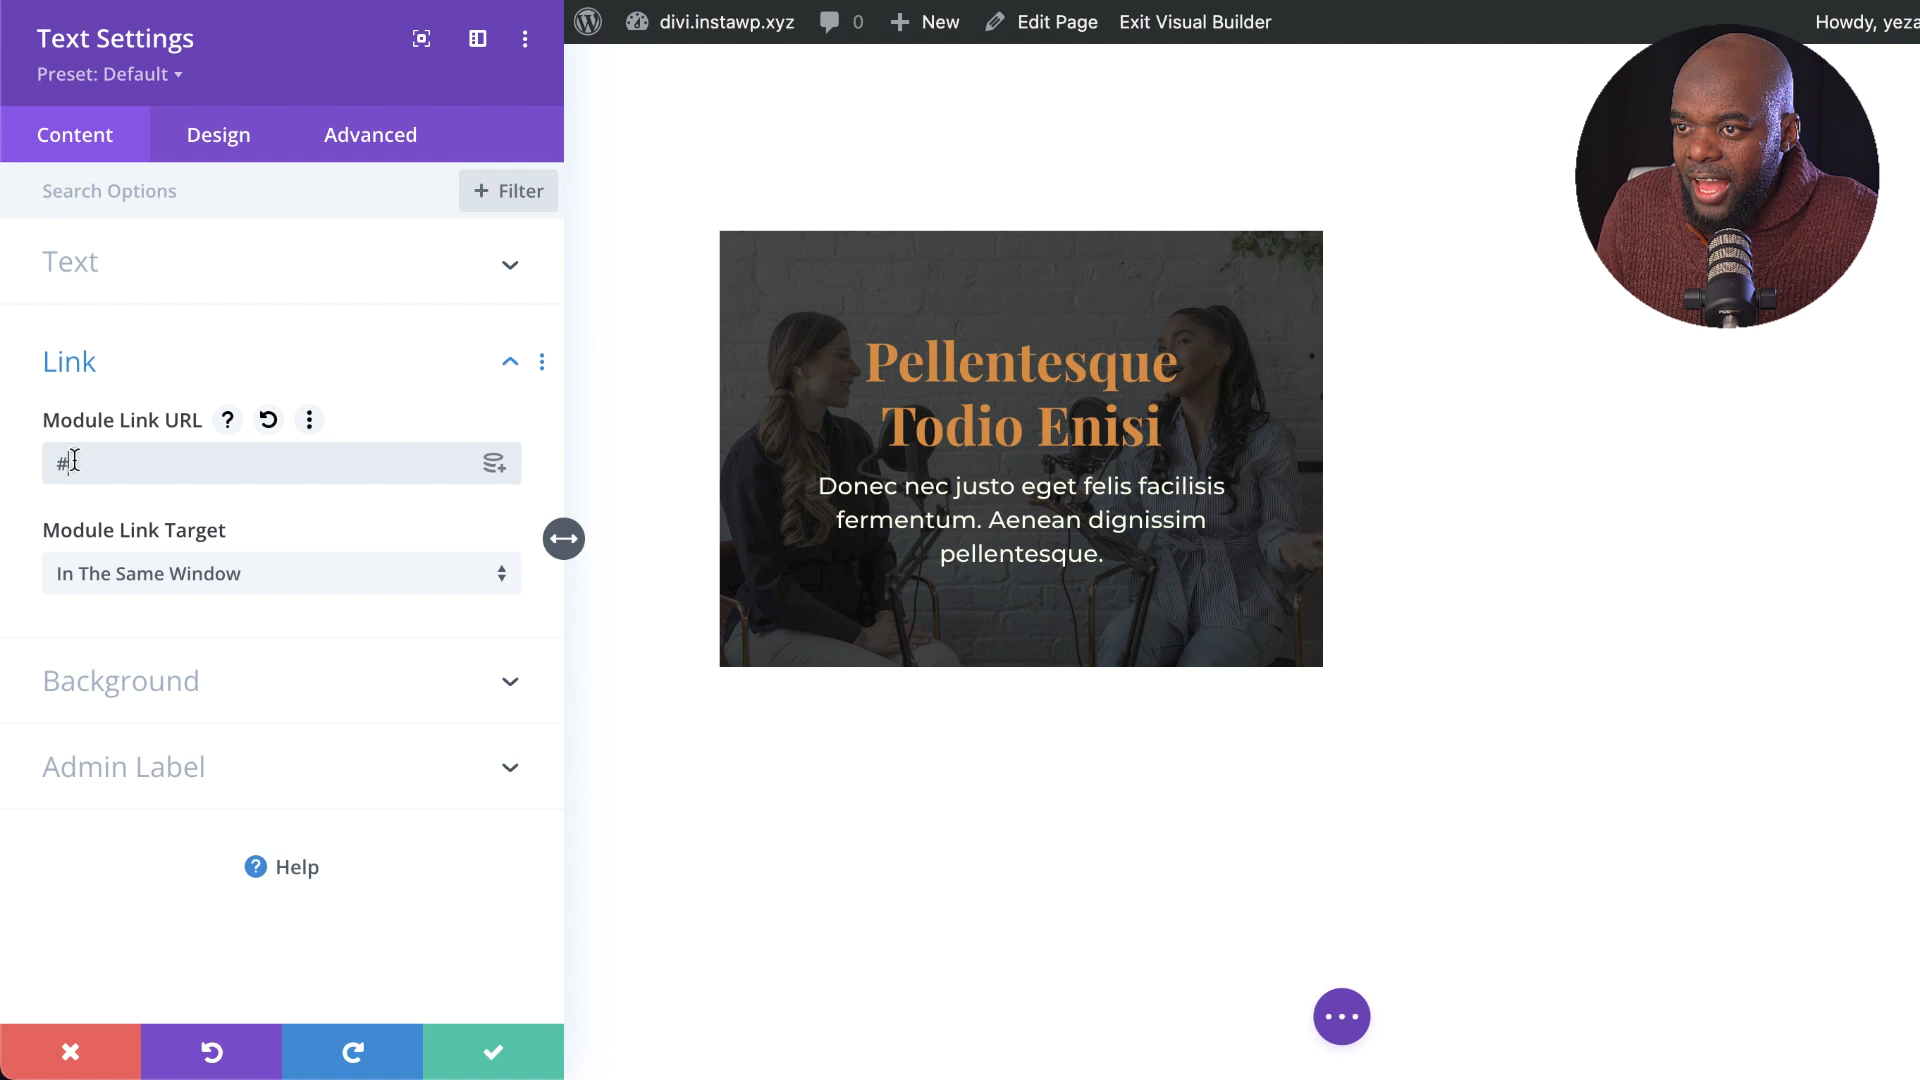 Text Settings
Preset: Default
Content Design Advanced
Search Options
+ Filter
Text
Link
Module Link URL ?
#
Module Link Target
In The Same Window
Background
Admin Label
? Help
divi.instawp.xyz 0 + New Edit Page Exit Visual Builder
Howdy, yeza
Pellentesque
Todio Enisi
Donec nec justo eget felis facilisis
fermentum. Aenean dignissim
pellentesque.